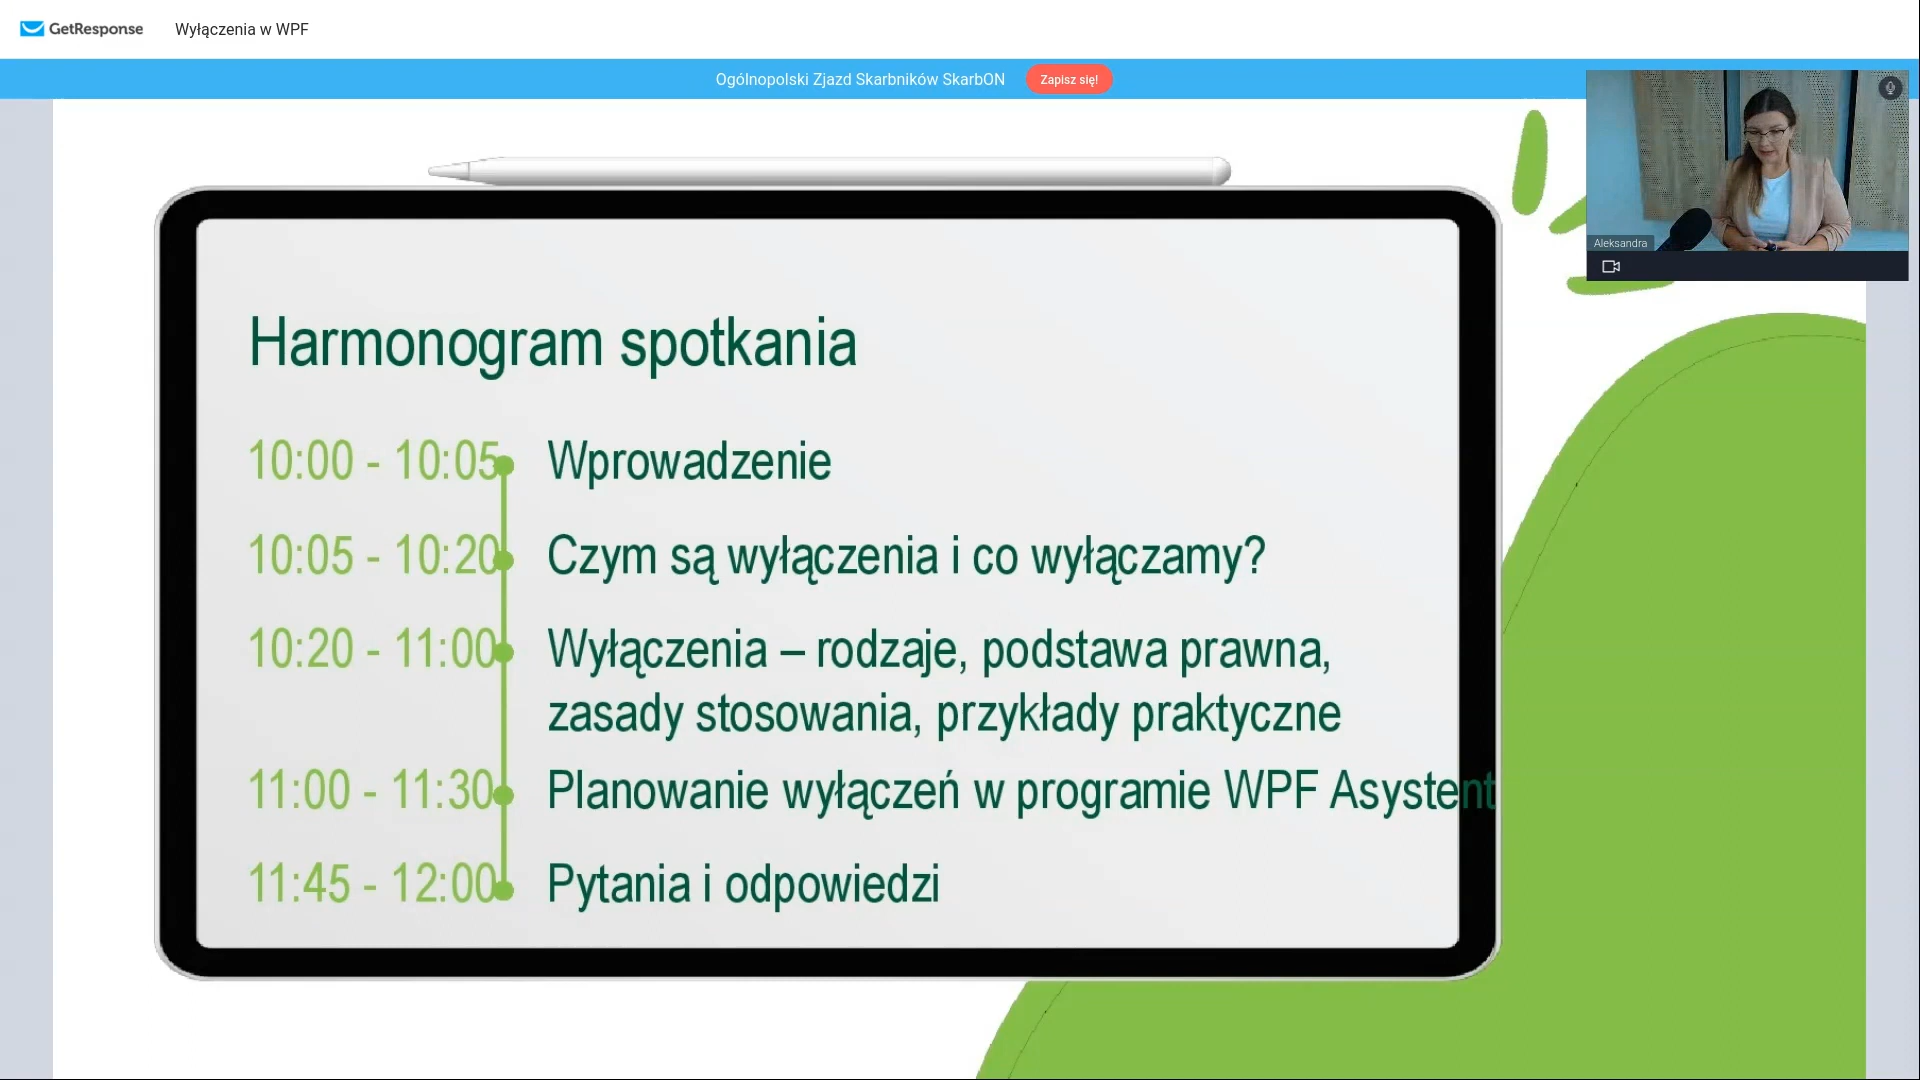 GetResponse
Wyłączenia w WPF
Ogólnopolski Zjazd Skarbników SkarbON
Zapisz się!
Aleksandra
Harmonogram spotkania
10:00 - 10:05 Wprowadzenie
10:05 - 10:20 Czym są wyłączenia i co wyłączamy?
10:20 - 11:00 Wyłączenia – rodzaje, podstawa prawna,
zasady stosowania, przykłady praktyczne
11:00 - 11:30 Planowanie wyłączeń w programie WPF Asystent
11:45 - 12:00 Pytania i odpowiedzi